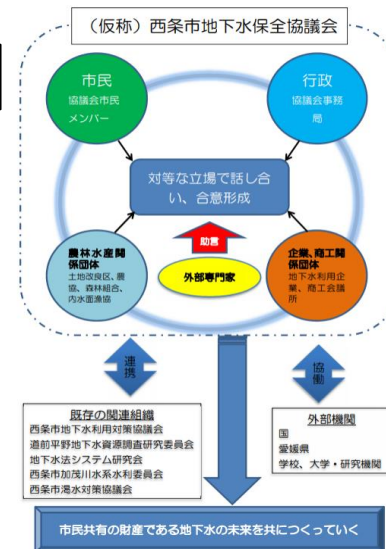 （仮称）西条市地下水保全協議会
市民
協議会市民
メンバー
行政
協議会事務
局
対等な立場で話し合
い、合意形成
助言
外部専門家
農林水産関
係団体
土地改良区、農
協、森林組合、
内水面漁協
企業、商工関
係団体
地下水利用企
業、商工会議
所
連携
協働
既存の関連組織
西条市地下水利用対策協議会
道前平野地下水資源調査研究委員会
地下水法システム研究会
西条市加茂川水系水利委員会
西条市渇水対策協議会
外部機関
国
愛媛県
学校、大学・研究機関
市民共有の財産である地下水の未来を共につくっていく